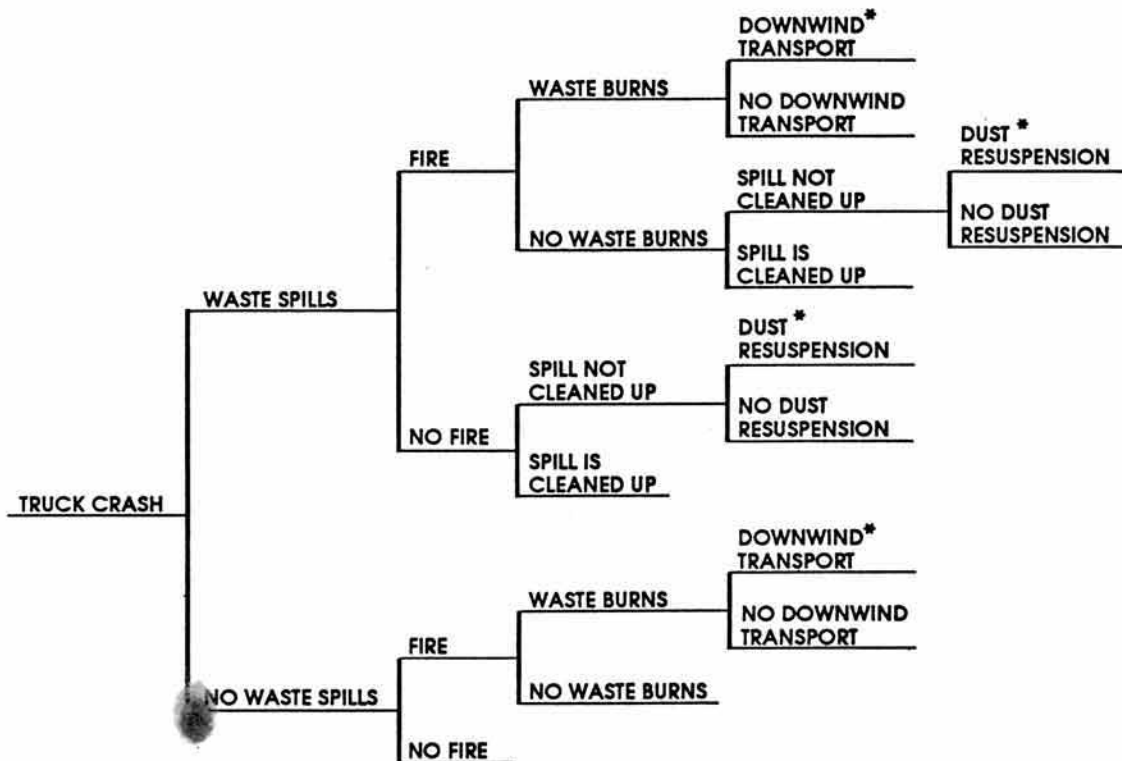 DOWNWIND*
TRANSPORT
WASTE BURNS
NO DOWNWIND
TRANSPORT
DUST *
RESUSPENSION
FIRE
SPILL NOT
CLEANED UP
NO DUST
RESUSPENSION
NO WASTE BURNS
SPILL IS
CLEANED UP
WASTE SPILLS
DUST *
RESUSPENSION
SPILL NOT
CLEANED UP
NO DUST
RESUSPENSION
NO FIRE
SPILL IS
CLEANED UP
TRUCK CRASH
DOWNWIND*
TRANSPORT
WASTE BURNS
NO DOWNWIND
TRANSPORT
FIRE
NO WASTE BURNS
NO WASTE SPILLS
NO FIRE